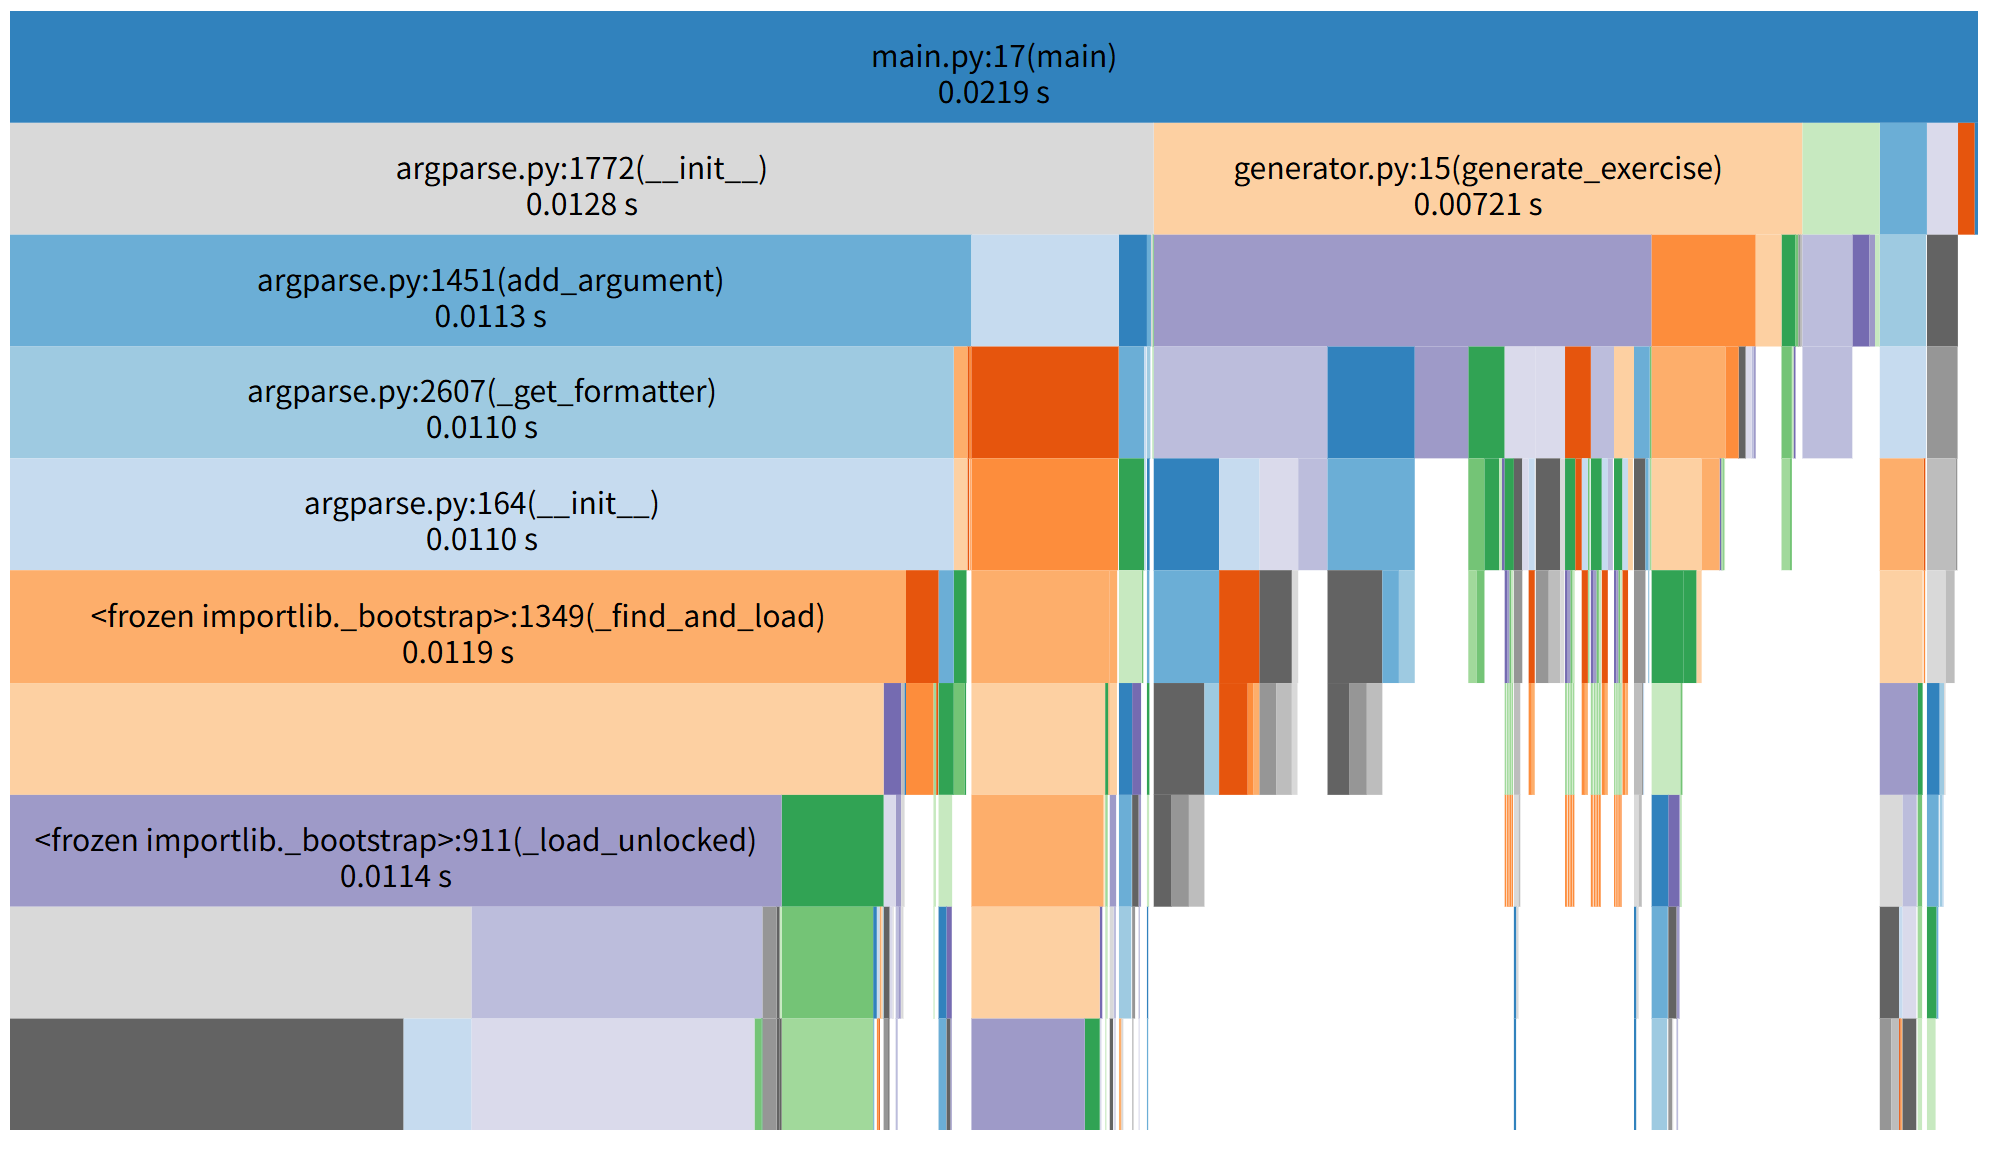 main.py:17(main)
0.0219 s
argparse.py:1772(__init__)
0.0128 s
generator.py:15(generate_exercise)
0.00721 s
argparse.py:1451(add_argument)
0.0113 s
argparse.py:2607(_get_formatter)
0.0110 s
argparse.py:164(__init__)
0.0110 s
<frozen importlib._bootstrap>:1349(_find_and_load)
0.0119 s
<frozen importlib._bootstrap>:911(_load_unlocked)
0.0114 s